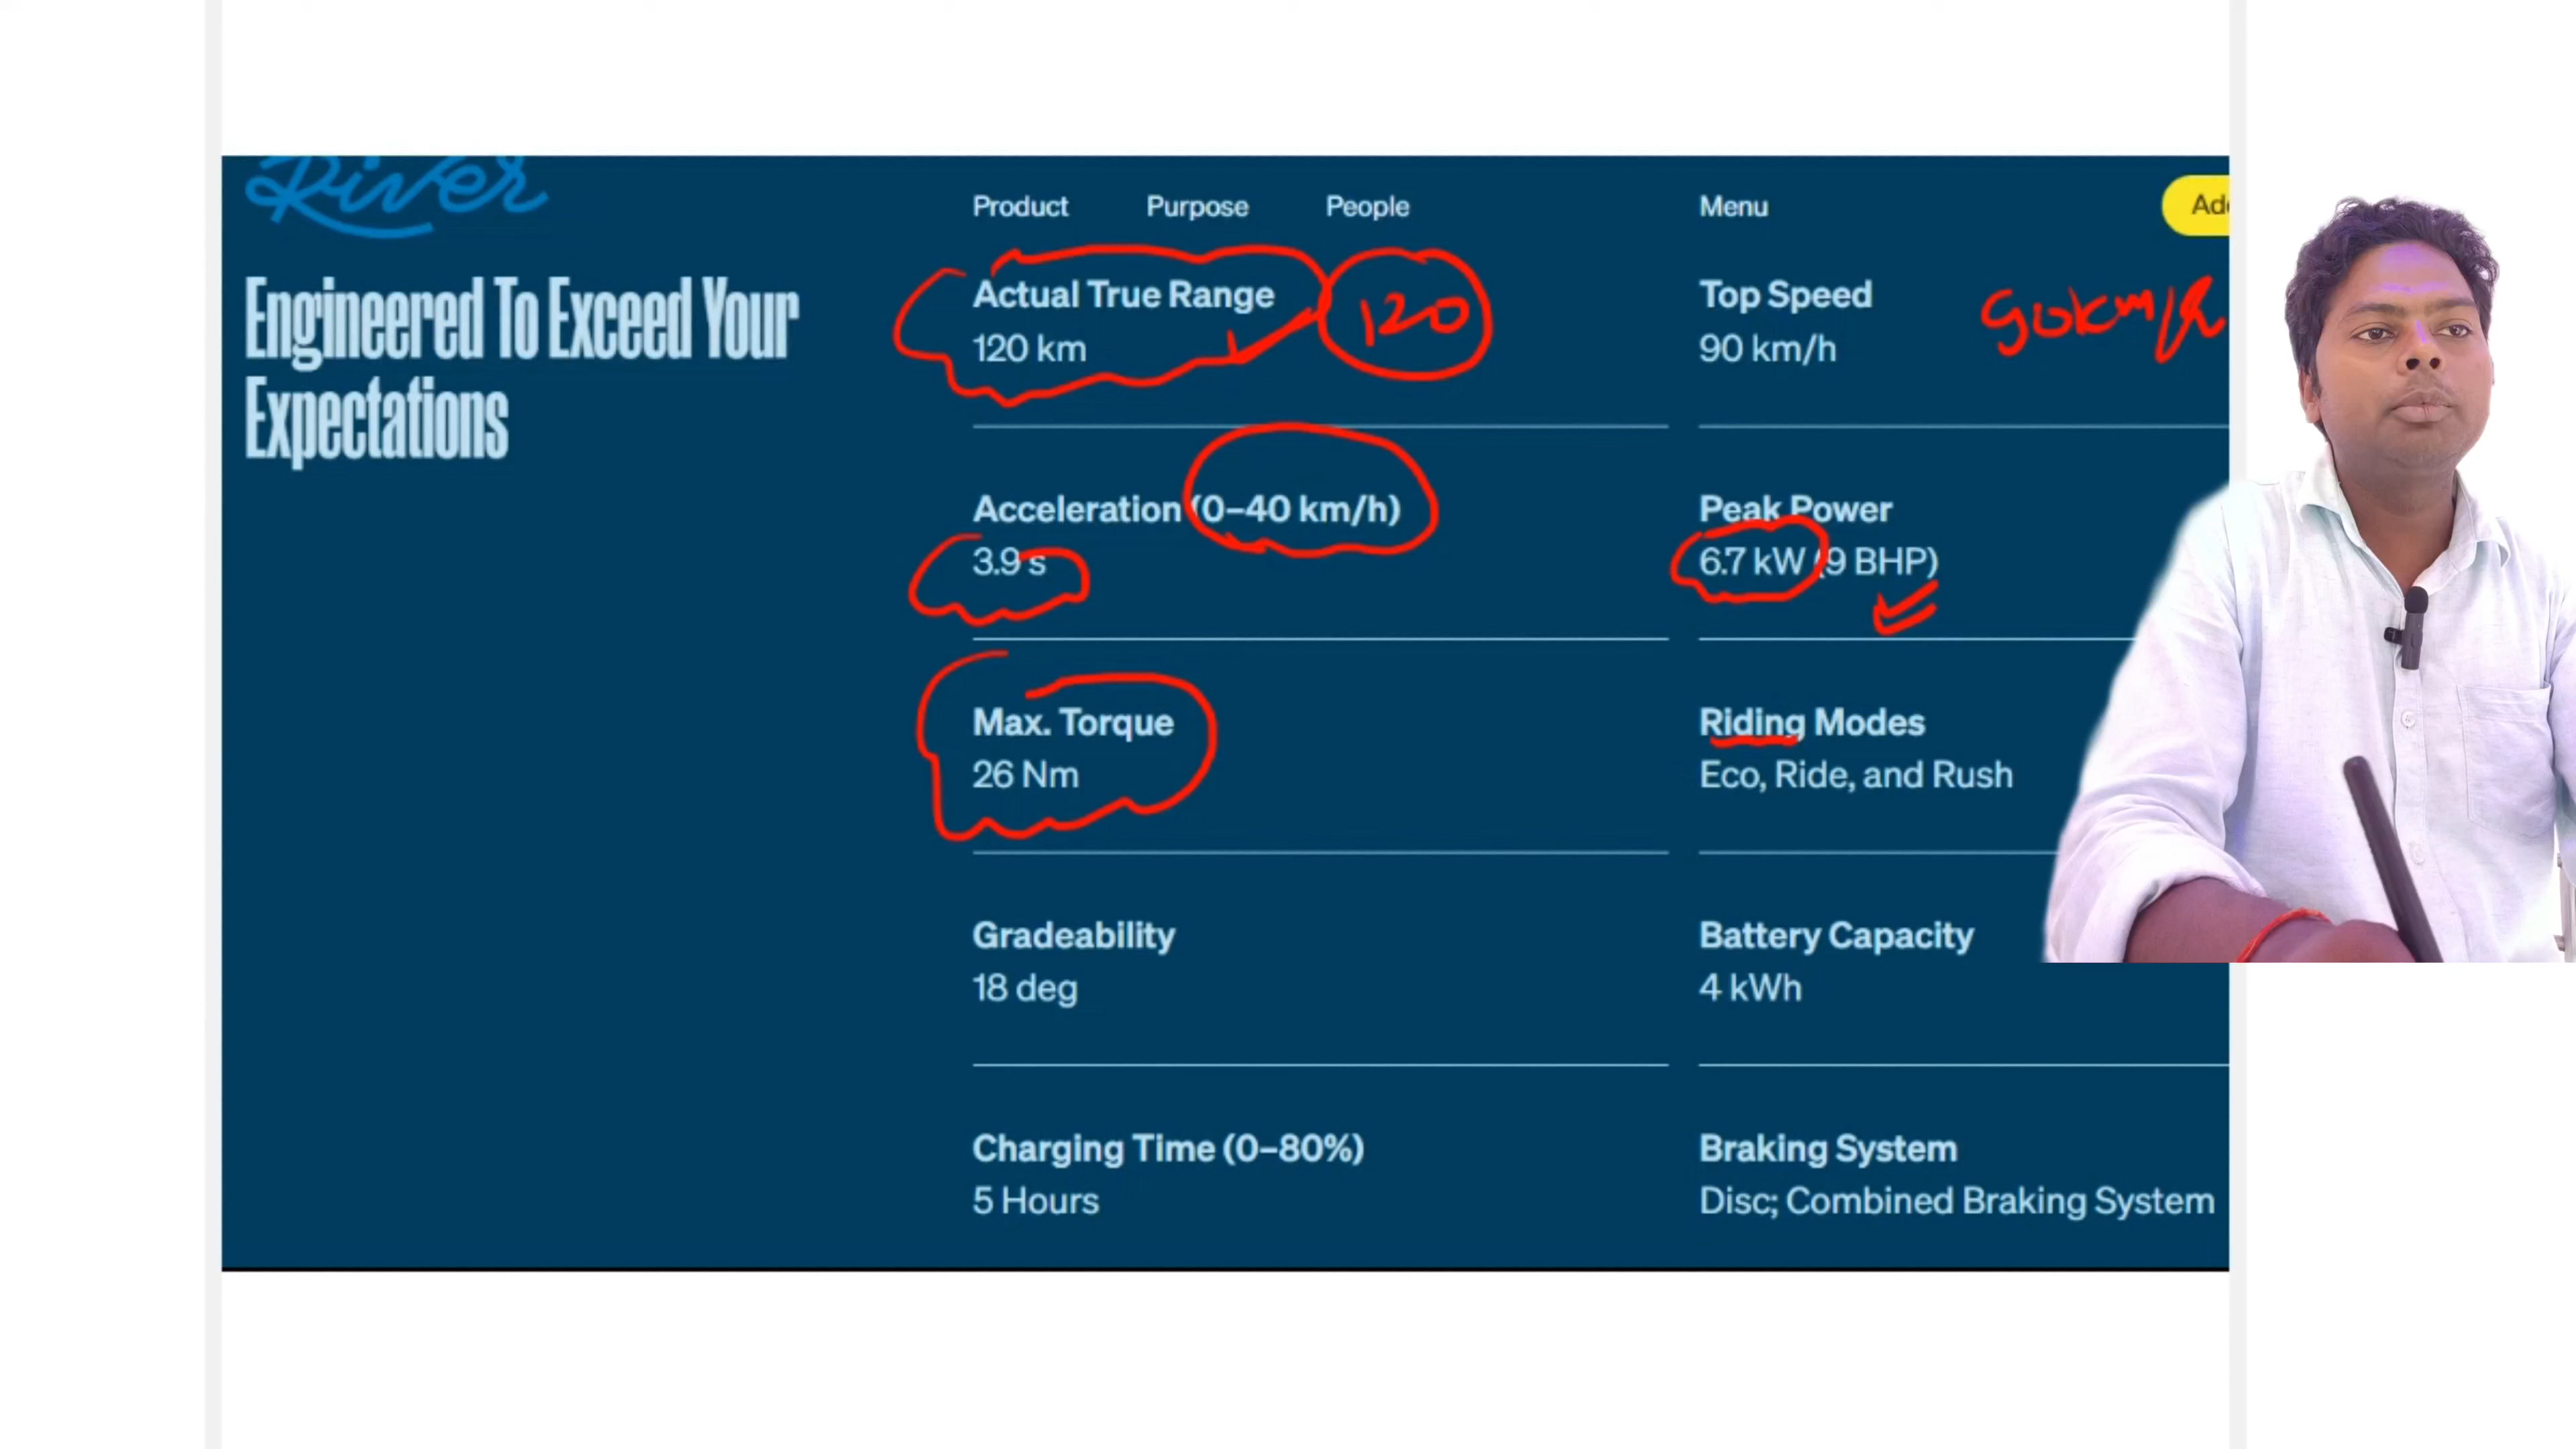 River
Product Purpose People Menu
Engineered To Exceed Your
Expectations
Actual True Range
120 km
120
Top Speed
90 km/h
90km/h
Acceleration (0–40 km/h)
3.9 s
Peak Power
6.7 kW (9 BHP)
Max. Torque
26 Nm
Riding Modes
Eco, Ride, and Rush
Gradeability
18 deg
Battery Capacity
4 kWh
Charging Time (0–80%)
5 Hours
Braking System
Disc; Combined Braking System